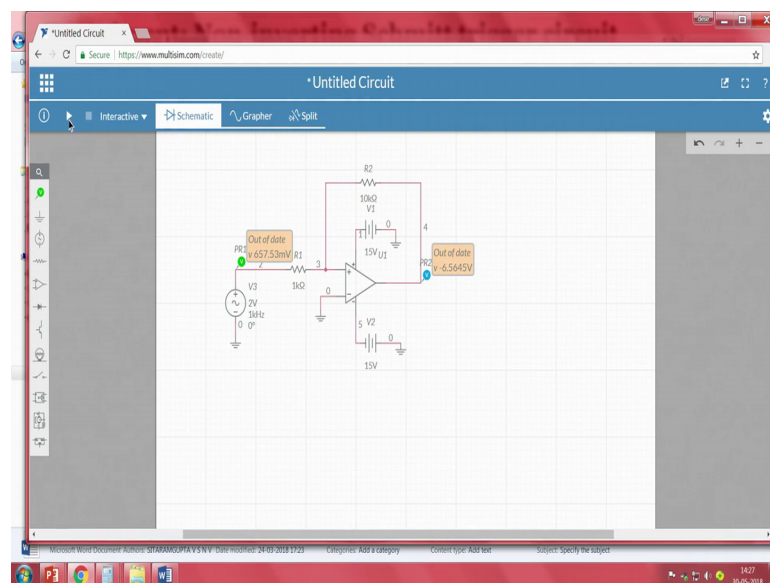 *Untitled Circuit
Secure https://www.multisim.com/create/
*Untitled Circuit
Interactive
Schematic
Grapher
Split
R2
10kΩ
V1
1
0
15V
U1
4
Out of date
v 657.53mV
PR1
2
R1
1kΩ
3
Out of date
v -6.5645V
PR2
0
V3
2V
1kHz
0°
0
5
V2
0
15V
Microsoft Word Document Authors: SITARAMGUPTA V S N V Date modified: 24-03-2018 17:23 Categories: Add a category Content type: Add text Subject: Specify the subject
14:27
30-05-2018